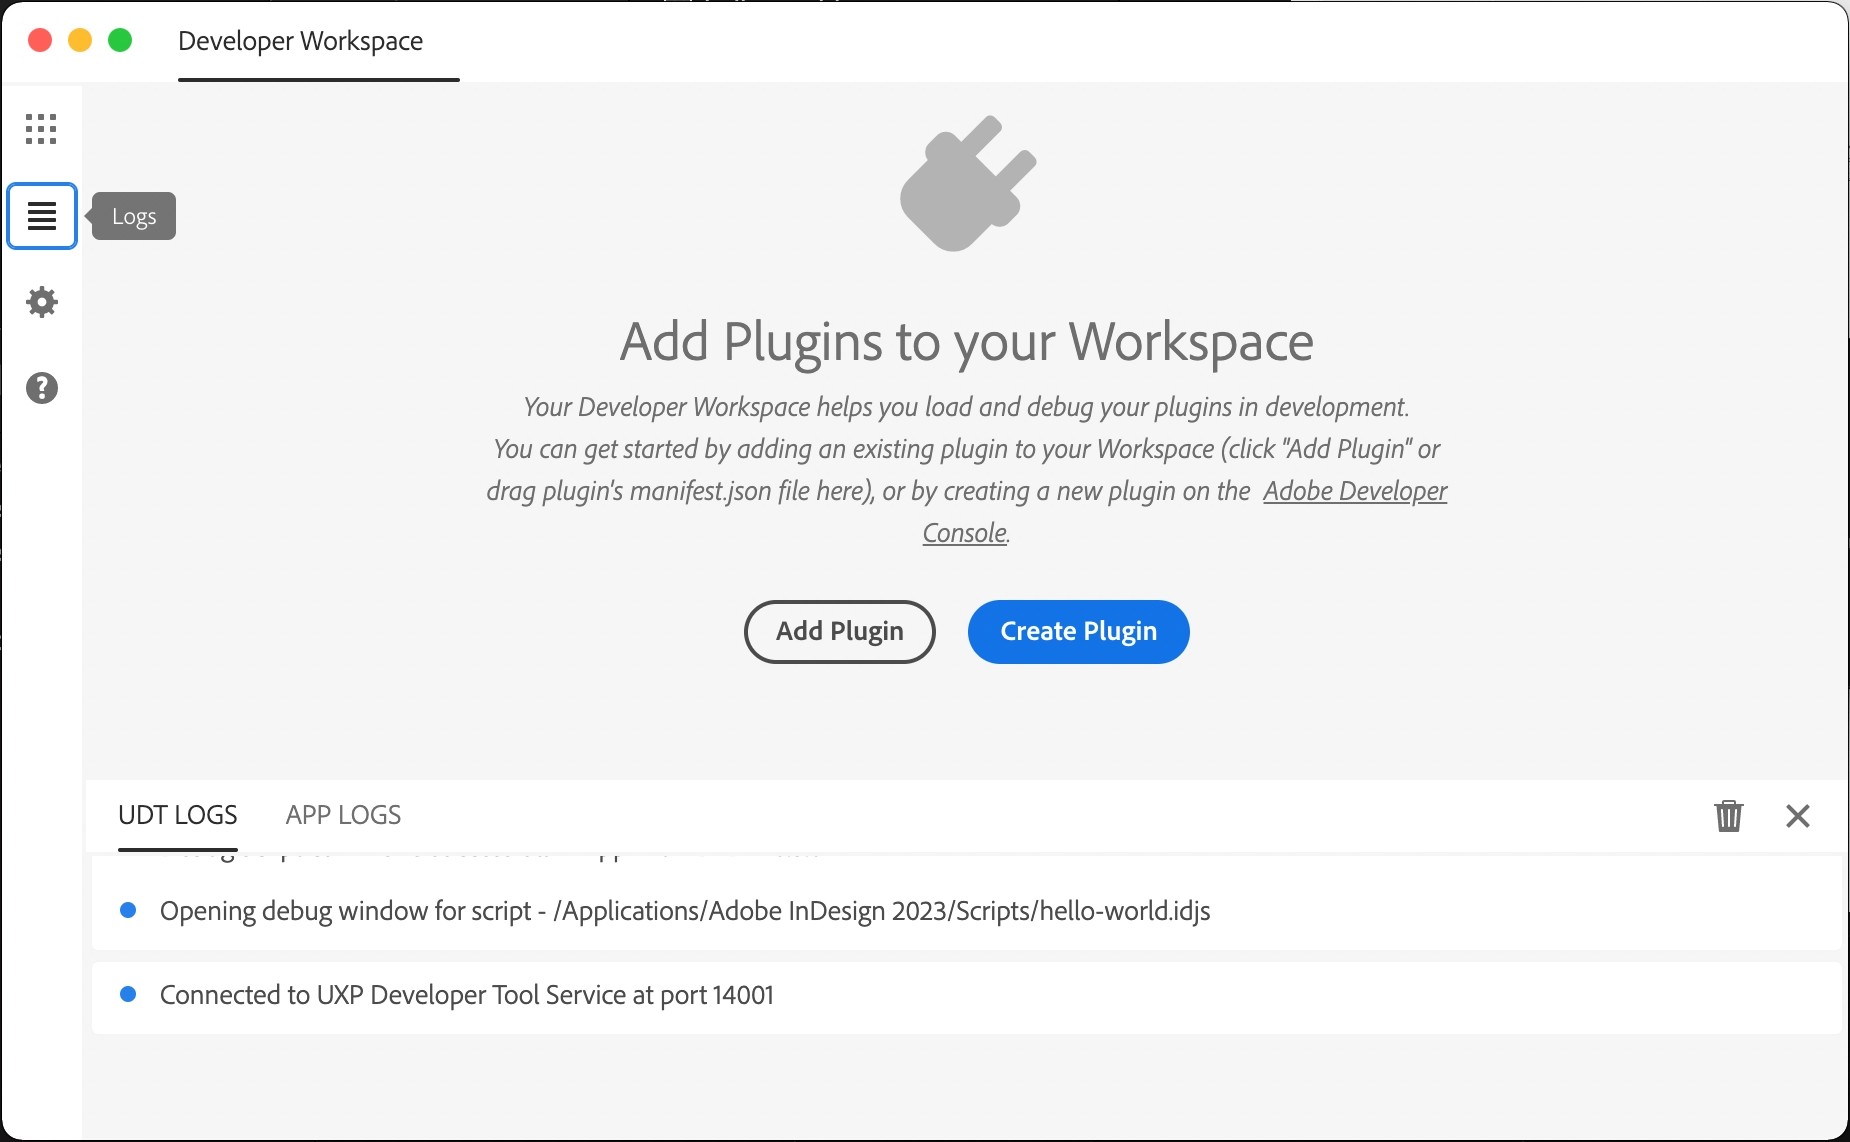 Developer Workspace
Logs
Add Plugins to your Workspace
Your Developer Workspace helps you load and debug your plugins in development.
You can get started by adding an existing plugin to your Workspace (click "Add Plugin" or
drag plugin's manifest.json file here), or by creating a new plugin on the Adobe Developer
Console.
Add Plugin
Create Plugin
UDT LOGS
APP LOGS
Opening debug window for script - /Applications/Adobe InDesign 2023/Scripts/hello-world.idjs
Connected to UXP Developer Tool Service at port 14001